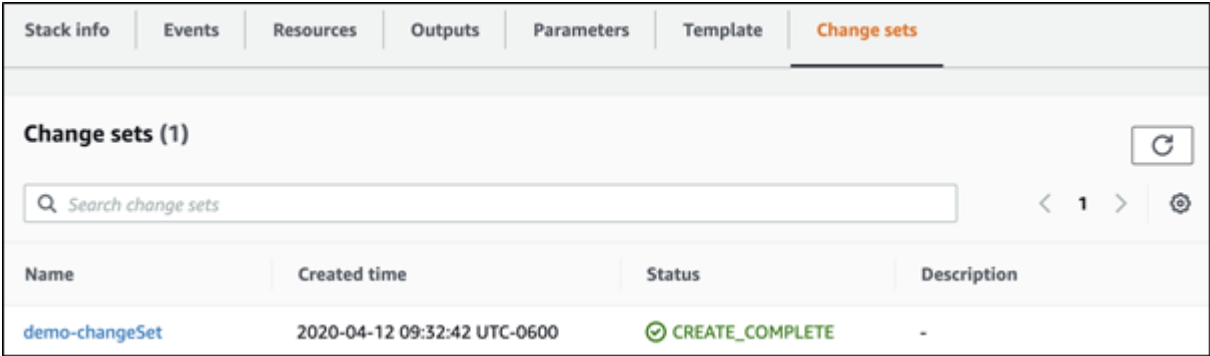 Stack info Events Resources Outputs Parameters Template Change sets
Change sets (1)
Search change sets
1
Name Created time Status Description
demo-changeSet 2020-04-12 09:32:42 UTC-0600 CREATE_COMPLETE -